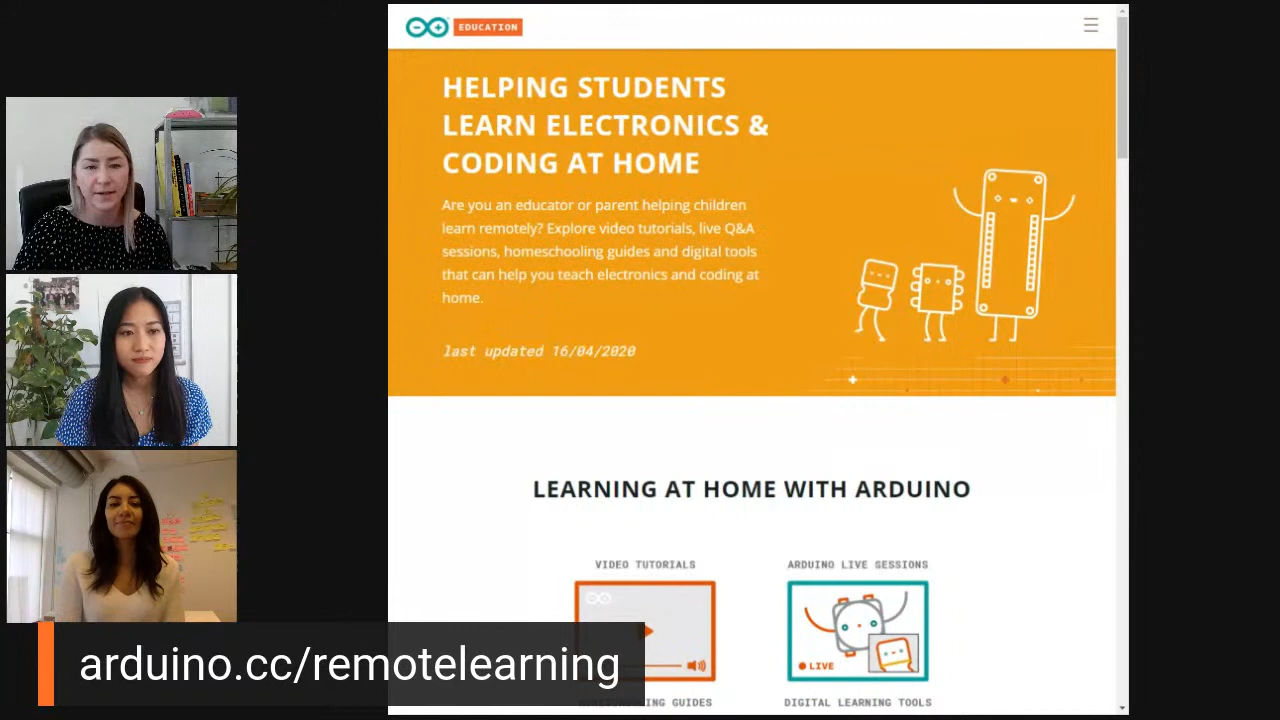 EDUCATION
HELPING STUDENTS
LEARN ELECTRONICS &
CODING AT HOME
Are you an educator or parent helping children
learn remotely? Explore video tutorials, live Q&A
sessions, homeschooling guides and digital tools
that can help you teach electronics and coding at
home.
last updated 16/04/2020
LEARNING AT HOME WITH ARDUINO
VIDEO TUTORIALS
ARDUINO LIVE SESSIONS
LIVE
GUIDES
DIGITAL LEARNING TOOLS
arduino.cc/remotelearning